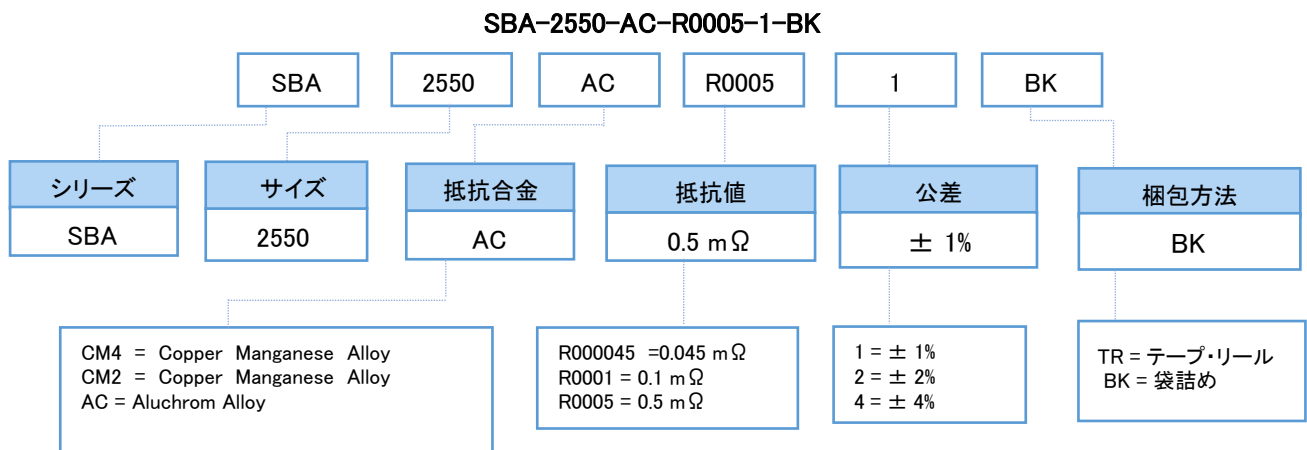 SBA-2550-AC-R0005-1-BK
SBA 2550 AC R0005 1 BK
シリーズ サイズ 抵抗合金 抵抗値 公差 梱包方法
SBA 2550 AC 0.5 mΩ ± 1% BK
CM4 = Copper Manganese Alloy
CM2 = Copper Manganese Alloy
AC = Aluchrom Alloy
R000045 =0.045 mΩ
R0001 = 0.1 mΩ
R0005 = 0.5 mΩ
1 = ± 1%
2 = ± 2%
4 = ± 4%
TR = テープ・リール
BK = 袋詰め